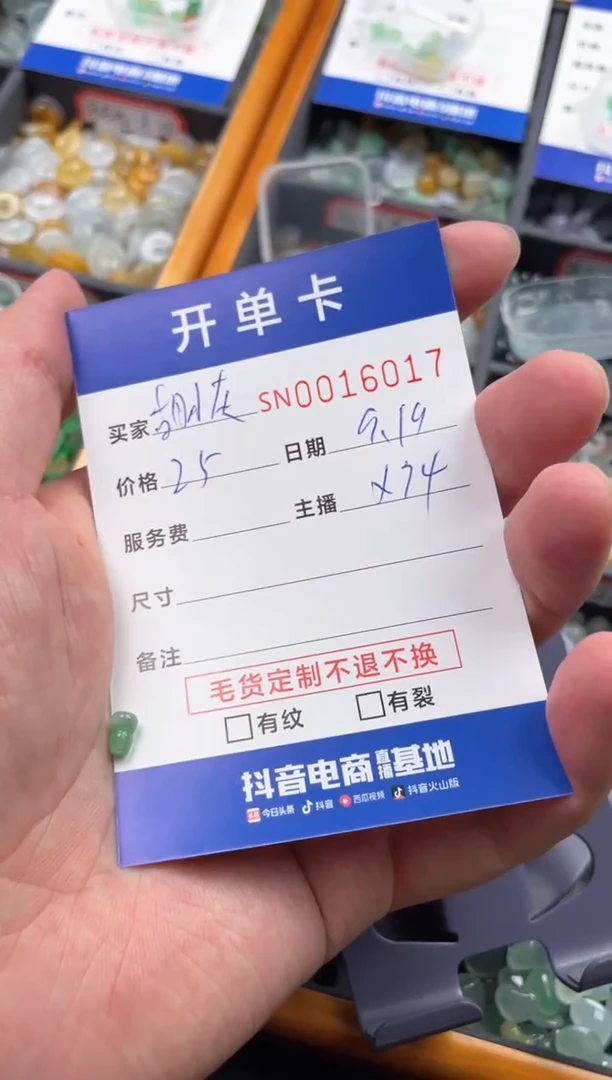 开单卡
买家 SN0016017
价格 25 日期 9.19
服务费 主播 x74
尺寸
备注
毛货定制不退不换
有纹 有裂
抖音电商直播基地
今日头条 抖音 西瓜视频 抖音火山版